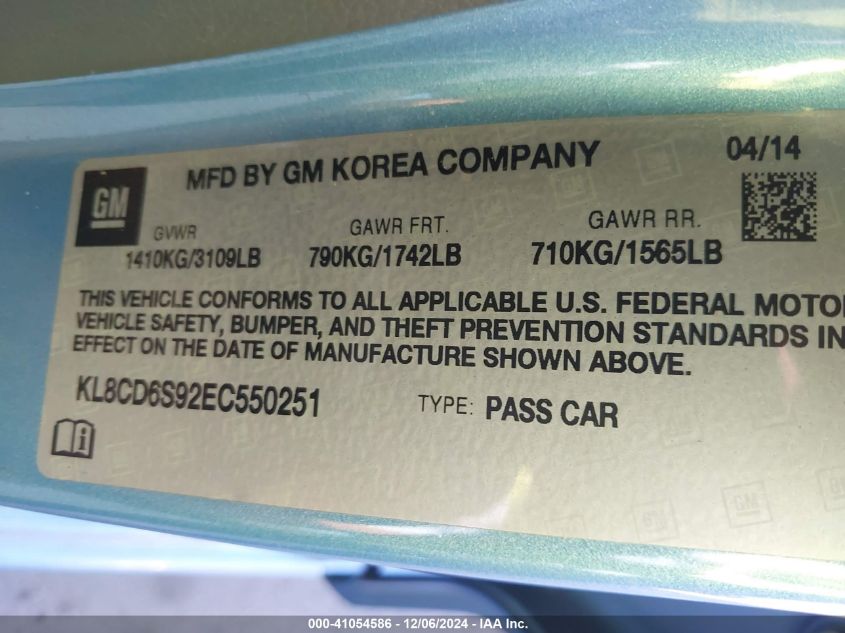 MFD BY GM KOREA COMPANY 04/14
GM
GVWR GAWR FRT. GAWR RR.
1410KG/3109LB 790KG/1742LB 710KG/1565LB
THIS VEHICLE CONFORMS TO ALL APPLICABLE U.S. FEDERAL MOTO
VEHICLE SAFETY, BUMPER, AND THEFT PREVENTION STANDARDS IN
EFFECT ON THE DATE OF MANUFACTURE SHOWN ABOVE.
KL8CD6S92EC550251 TYPE: PASS CAR
000-41054586 - 12/06/2024 - IAA Inc.